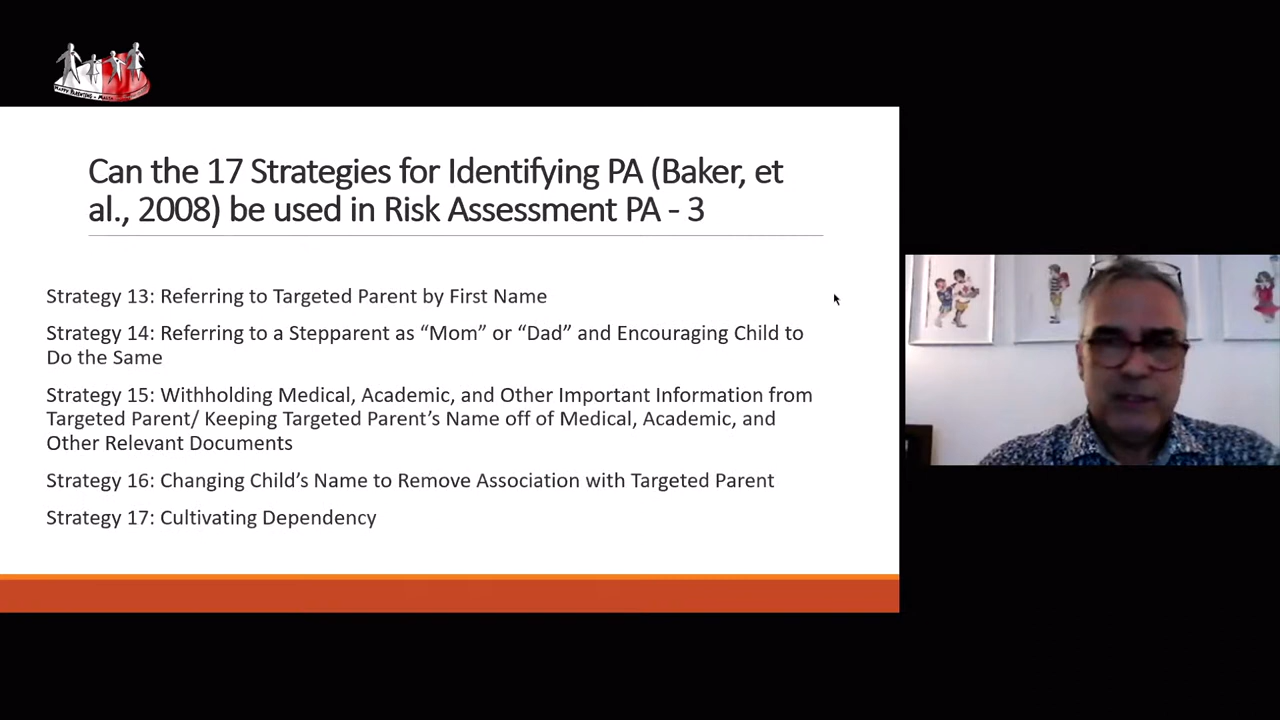 HAPPY PARENTING - MALTA
Can the 17 Strategies for Identifying PA (Baker, et
al., 2008) be used in Risk Assessment PA - 3
Strategy 13: Referring to Targeted Parent by First Name
Strategy 14: Referring to a Stepparent as “Mom” or “Dad” and Encouraging Child to
Do the Same
Strategy 15: Withholding Medical, Academic, and Other Important Information from
Targeted Parent/ Keeping Targeted Parent’s Name off of Medical, Academic, and
Other Relevant Documents
Strategy 16: Changing Child’s Name to Remove Association with Targeted Parent
Strategy 17: Cultivating Dependency